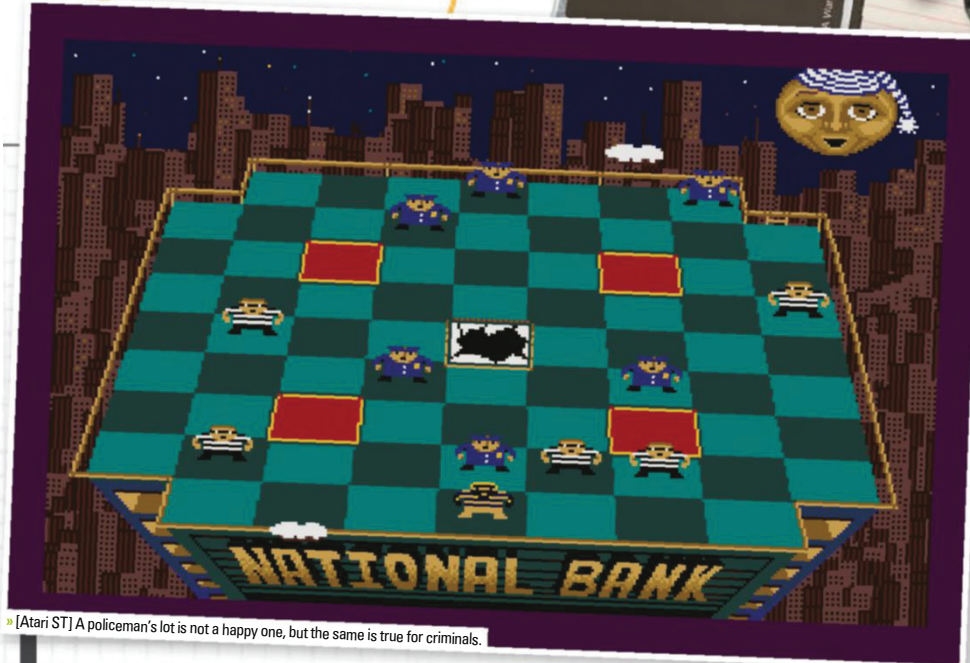 NATIONAL BANK
» [Atari ST] A policeman's lot is not a happy one, but the same is true for criminals.